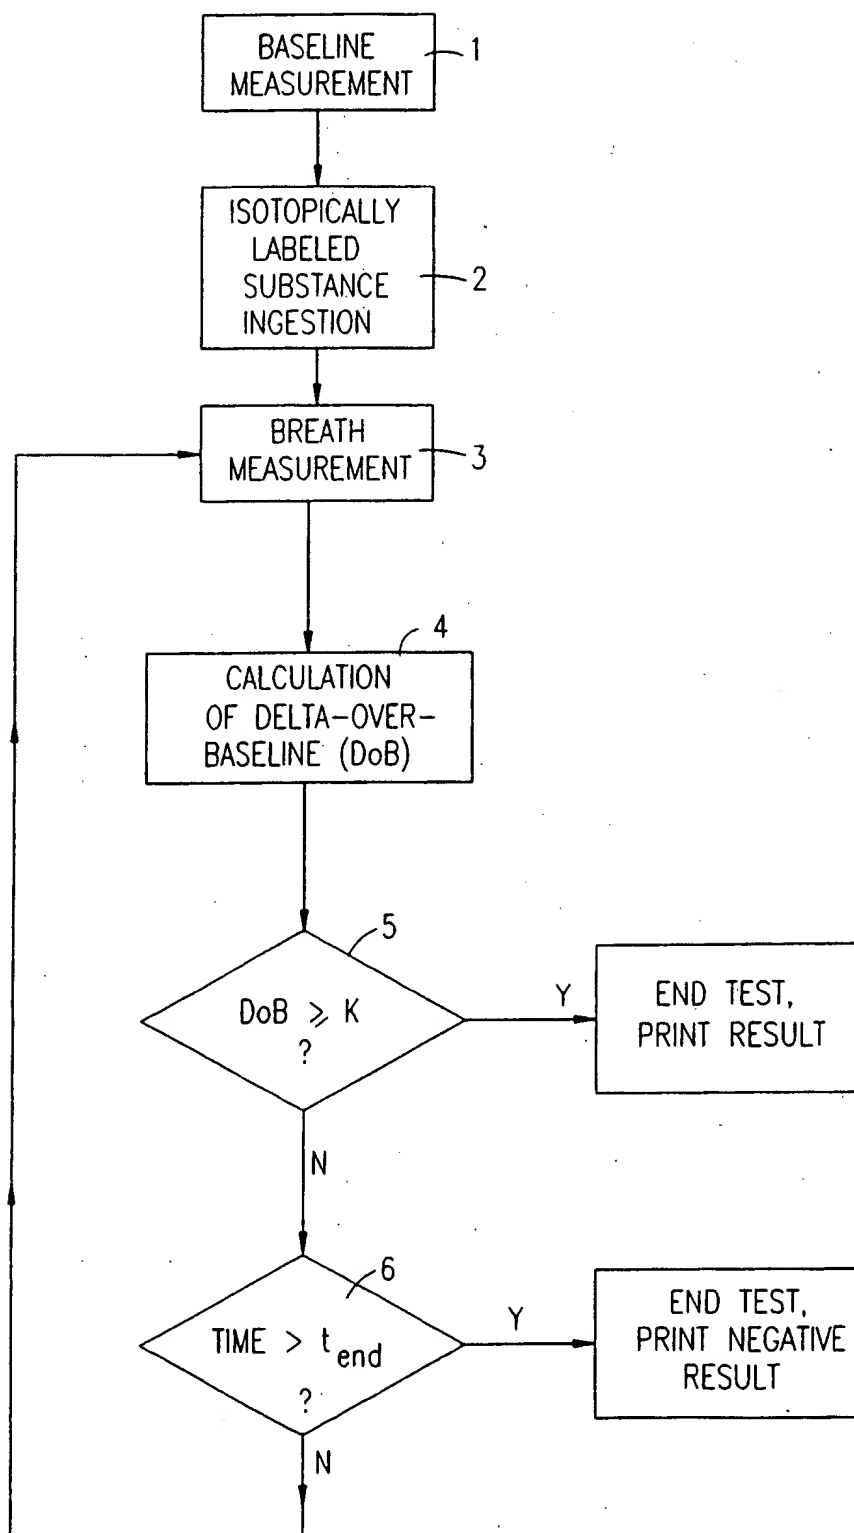 BASELINE
MEASUREMENT
1
ISOTOPICALLY
LABELED
SUBSTANCE
INGESTION
2
BREATH
MEASUREMENT
3
4
CALCULATION
OF DELTA-OVER-
BASELINE (DoB)
5
DoB ⩾ K
?
Y
END TEST,
PRINT RESULT
N
6
TIME > t_end
?
Y
END TEST,
PRINT NEGATIVE
RESULT
N